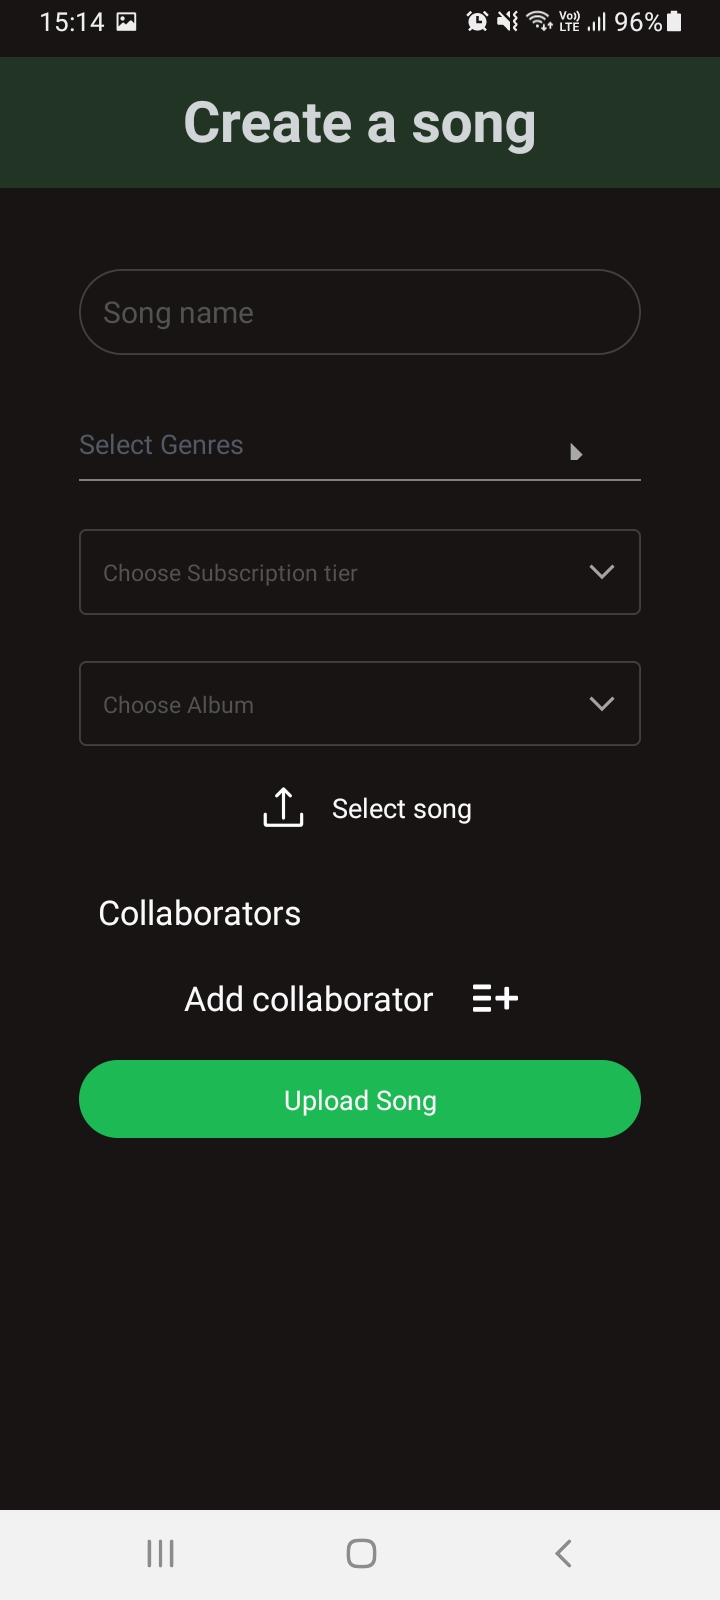 15:14 Vo)) LTE 96%
Create a song
Song name
Select Genres
Choose Subscription tier
Choose Album
Select song
Collaborators
Add collaborator
Upload Song